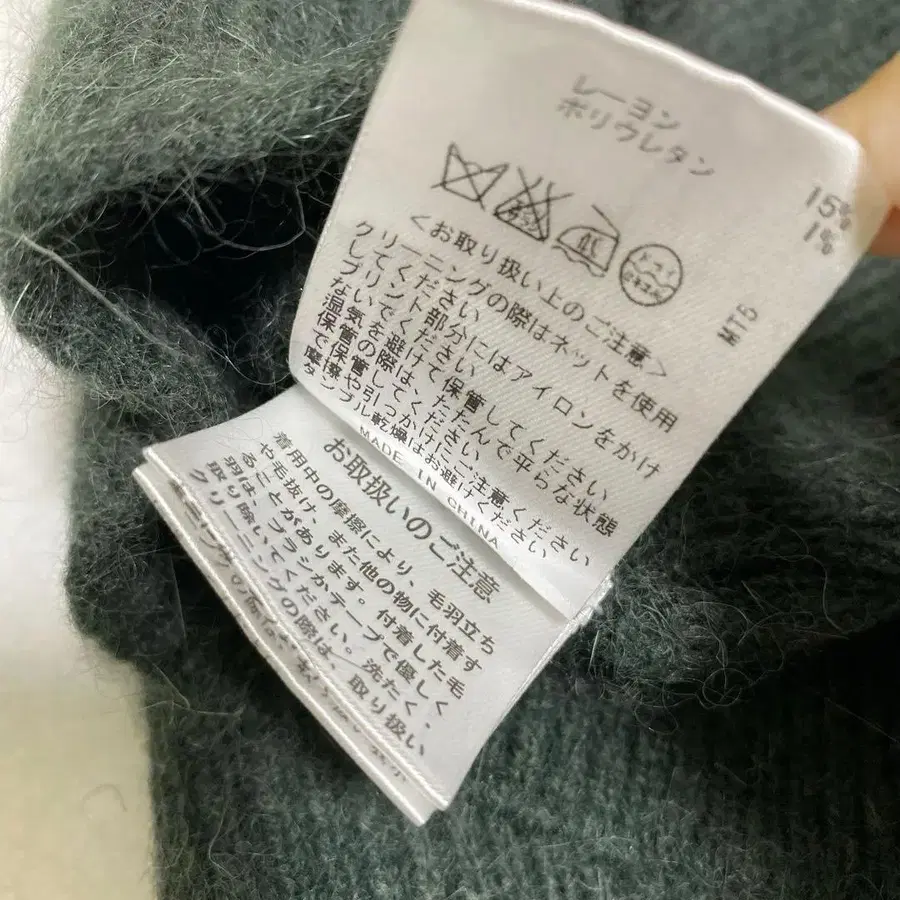 レーヨン 15%
ポリウレタン 1%
ドライ
セキユ系
MT5
<お取り扱い上のご注意>
クリーニングの際はネットを使用
してください
プリント部分にはアイロンをかけ
ないでください
湿気を避けて保管してください
保管の際は、たたんで平らな状態
で保管してください
摩擦や引っかけにご注意ください
タンブル乾燥はお避けください
MADE IN CHINA
お取扱いのご注意
着用中の摩擦により、毛羽立ち
や毛抜け、また他の物に付着す
ることがあります。付着した毛
羽は、ブラシかテープで優しく
取り除いてください。洗たく、
クリーニングの際は、取り扱い